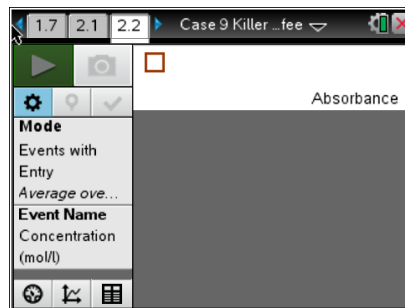 1.7 2.1 2.2 Case 9 Killer ...fee
Absorbance
Mode
Events with
Entry
Average ove...
Event Name
Concentration
(mol/l)